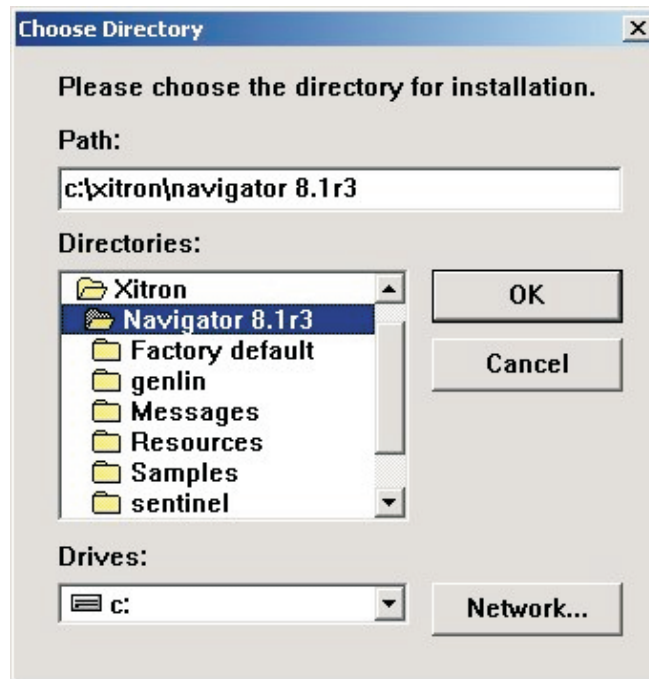 Choose Directory
Please choose the directory for installation.
Path:
c:\xitron\navigator 8.1r3
Directories:
Xitron
Navigator 8.1r3
Factory default
genlin
Messages
Resources
Samples
sentinel
OK
Cancel
Drives:
c:
Network...